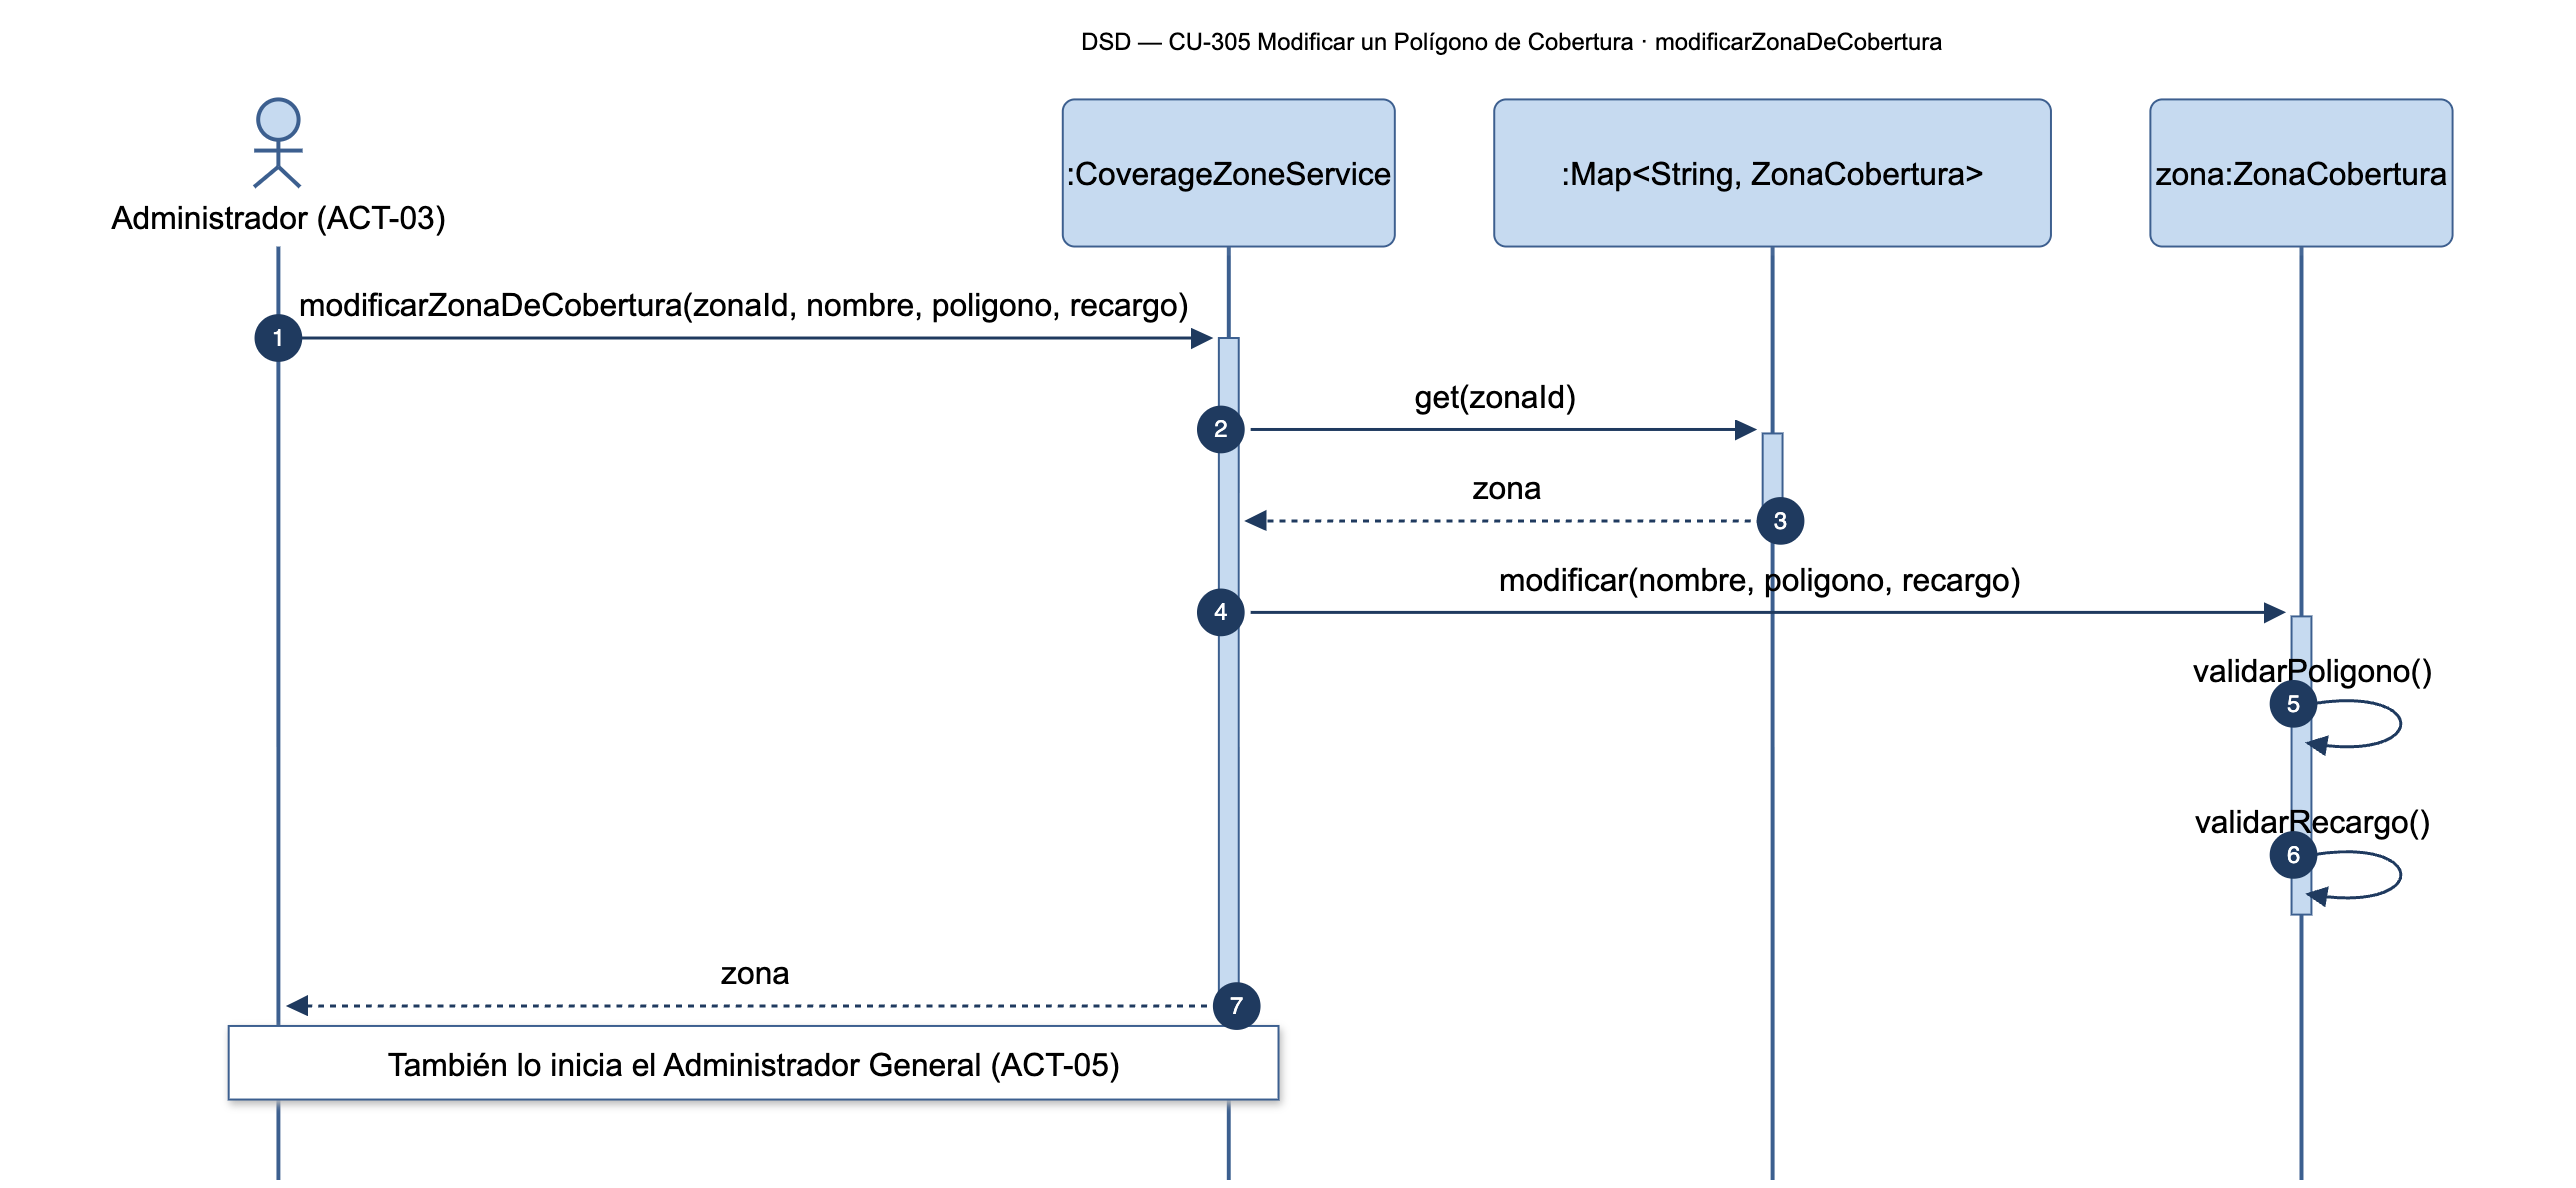 DSD — CU-305 Modificar un Polígono de Cobertura · modificarZonaDeCobertura
Administrador (ACT-03)
:CoverageZoneService
:Map<String, ZonaCobertura>
zona:ZonaCobertura
modificarZonaDeCobertura(zonaId, nombre, poligono, recargo)
1
get(zonaId)
2
zona
3
modificar(nombre, poligono, recargo)
4
validarPoligono()
5
validarRecargo()
6
zona
7
También lo inicia el Administrador General (ACT-05)